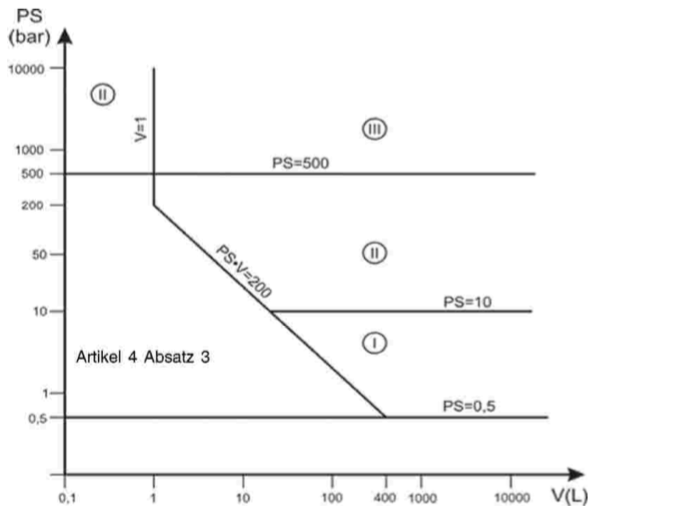 PS
(bar)
10000
II
V=1
III
1000
PS=500
500
200
PS•V=200
50
II
PS=10
10
I
Artikel 4 Absatz 3
1
PS=0,5
0,5
0,1
1
10
100
400
1000
10000
V(L)